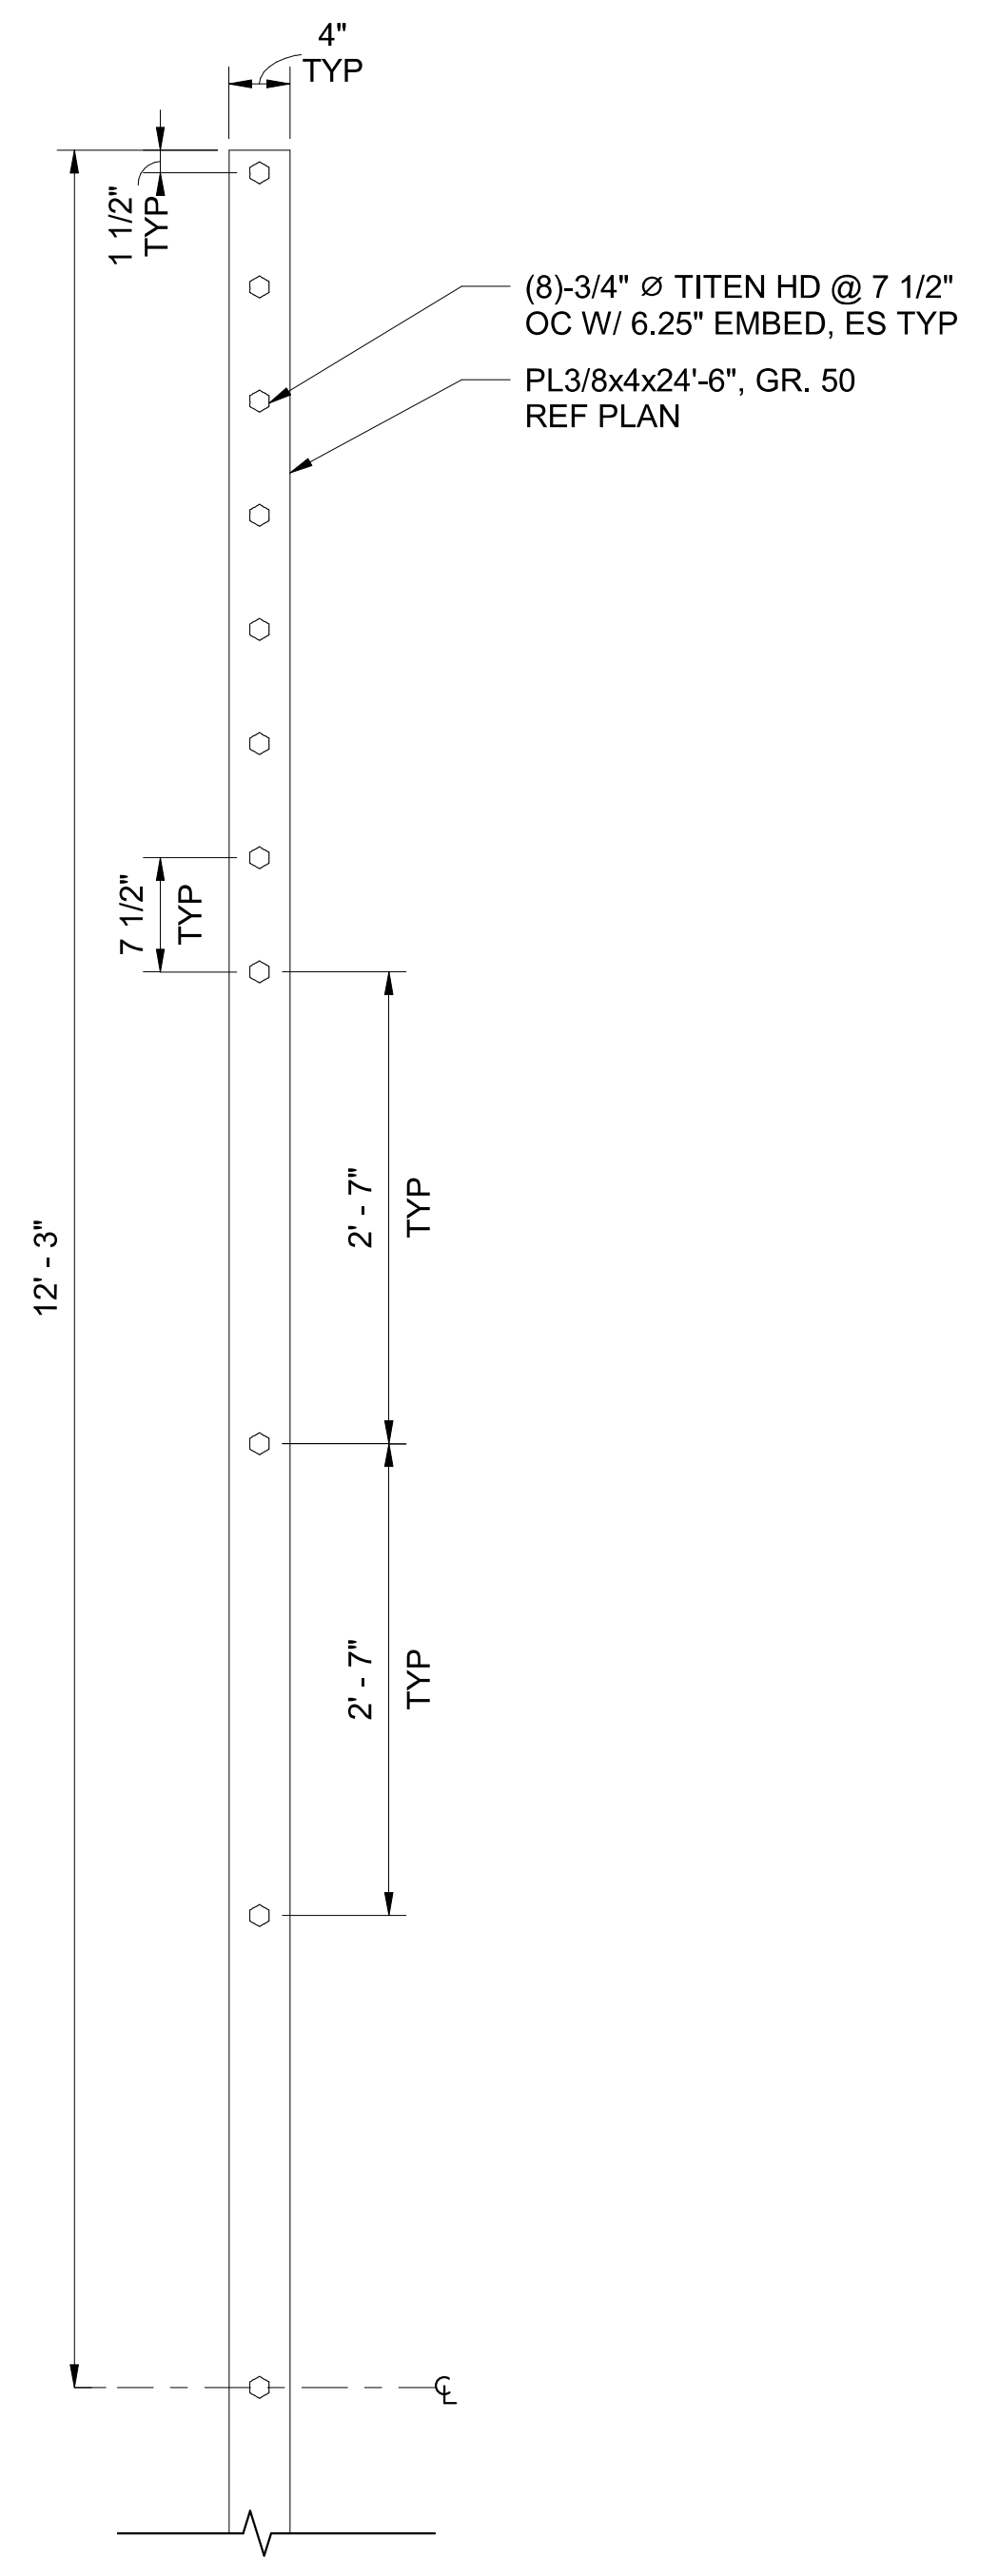 4"
TYP
1 1/2"
TYP
(8)-3/4" Ø TITEN HD @ 7 1/2"
OC W/ 6.25" EMBED, ES TYP
PL3/8x4x24'-6", GR. 50
REF PLAN
7 1/2"
TYP
2' - 7"
TYP
12' - 3"
2' - 7"
TYP
℄